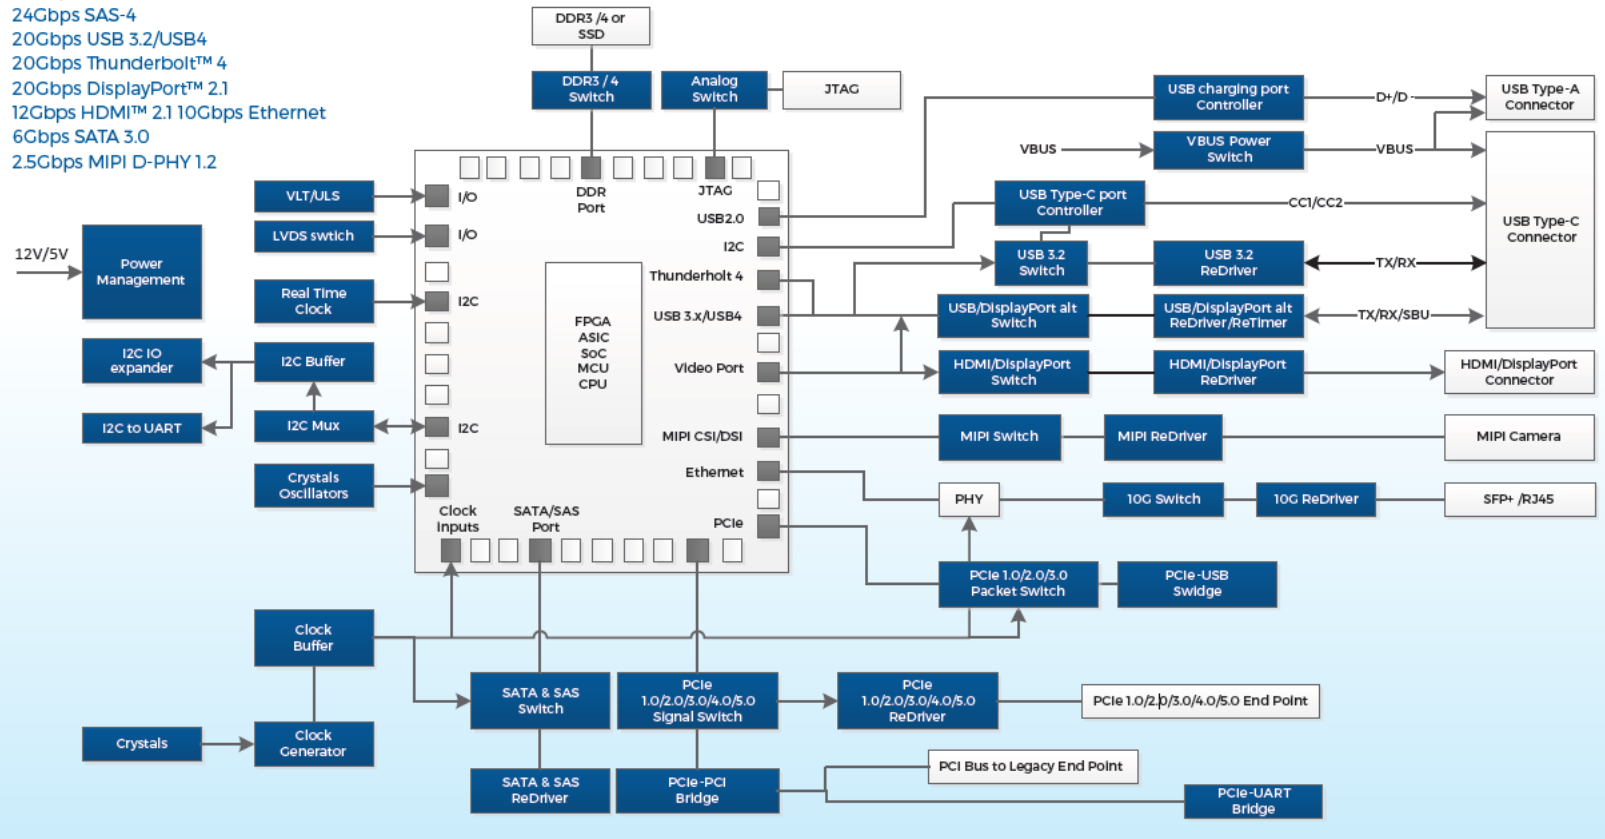 24Gbps SAS-4
20Gbps USB 3.2/USB4
20Gbps Thunderbolt™ 4
20Gbps DisplayPort™ 2.1
12Gbps HDMI™ 2.1 10Gbps Ethernet
6Gbps SATA 3.0
2.5Gbps MIPI D-PHY 1.2
DDR3 /4 or
SSD
DDR3 / 4
Switch
Analog
Switch
JTAG
USB charging port
Controller
D+/D -
USB Type-A
Connector
VBUS
VBUS Power
Switch
VBUS
USB Type-C port
Controller
CC1/CC2
USB Type-C
Connector
USB 3.2
Switch
USB 3.2
ReDriver
TX/RX
USB/DisplayPort alt
Switch
USB/DisplayPort alt
ReDriver/ReTimer
TX/RX/SBU
HDMI/DisplayPort
Switch
HDMI/DisplayPort
ReDriver
HDMI/DisplayPort
Connector
MIPI Switch
MIPI ReDriver
MIPI Camera
PHY
10G Switch
10G ReDriver
SFP+ /RJ45
PCIe 1.0/2.0/3.0
Packet Switch
PCIe-USB
Swidge
VLT/ULS
LVDS swtich
12V/5V
Power
Management
Real Time
Clock
I2C IO
expander
I2C Buffer
I2C to UART
I2C Mux
Crystals
Oscillators
I/O
I/O
I2C
I2C
DDR
Port
JTAG
USB2.0
I2C
Thunderholt 4
USB 3.x/USB4
Video Port
MIPI CSI/DSI
Ethernet
PCIe
FPGA
ASIC
SoC
MCU
CPU
Clock
Inputs
SATA/SAS
Port
Clock
Buffer
Crystals
Clock
Generator
SATA & SAS
Switch
SATA & SAS
ReDriver
PCIe
1.0/2.0/3.0/4.0/5.0
Signal Switch
PCIe
1.0/2.0/3.0/4.0/5.0
ReDriver
PCIe 1.0/2.0/3.0/4.0/5.0 End Point
PCIe-PCI
Bridge
PCI Bus to Legacy End Point
PCIe-UART
Bridge